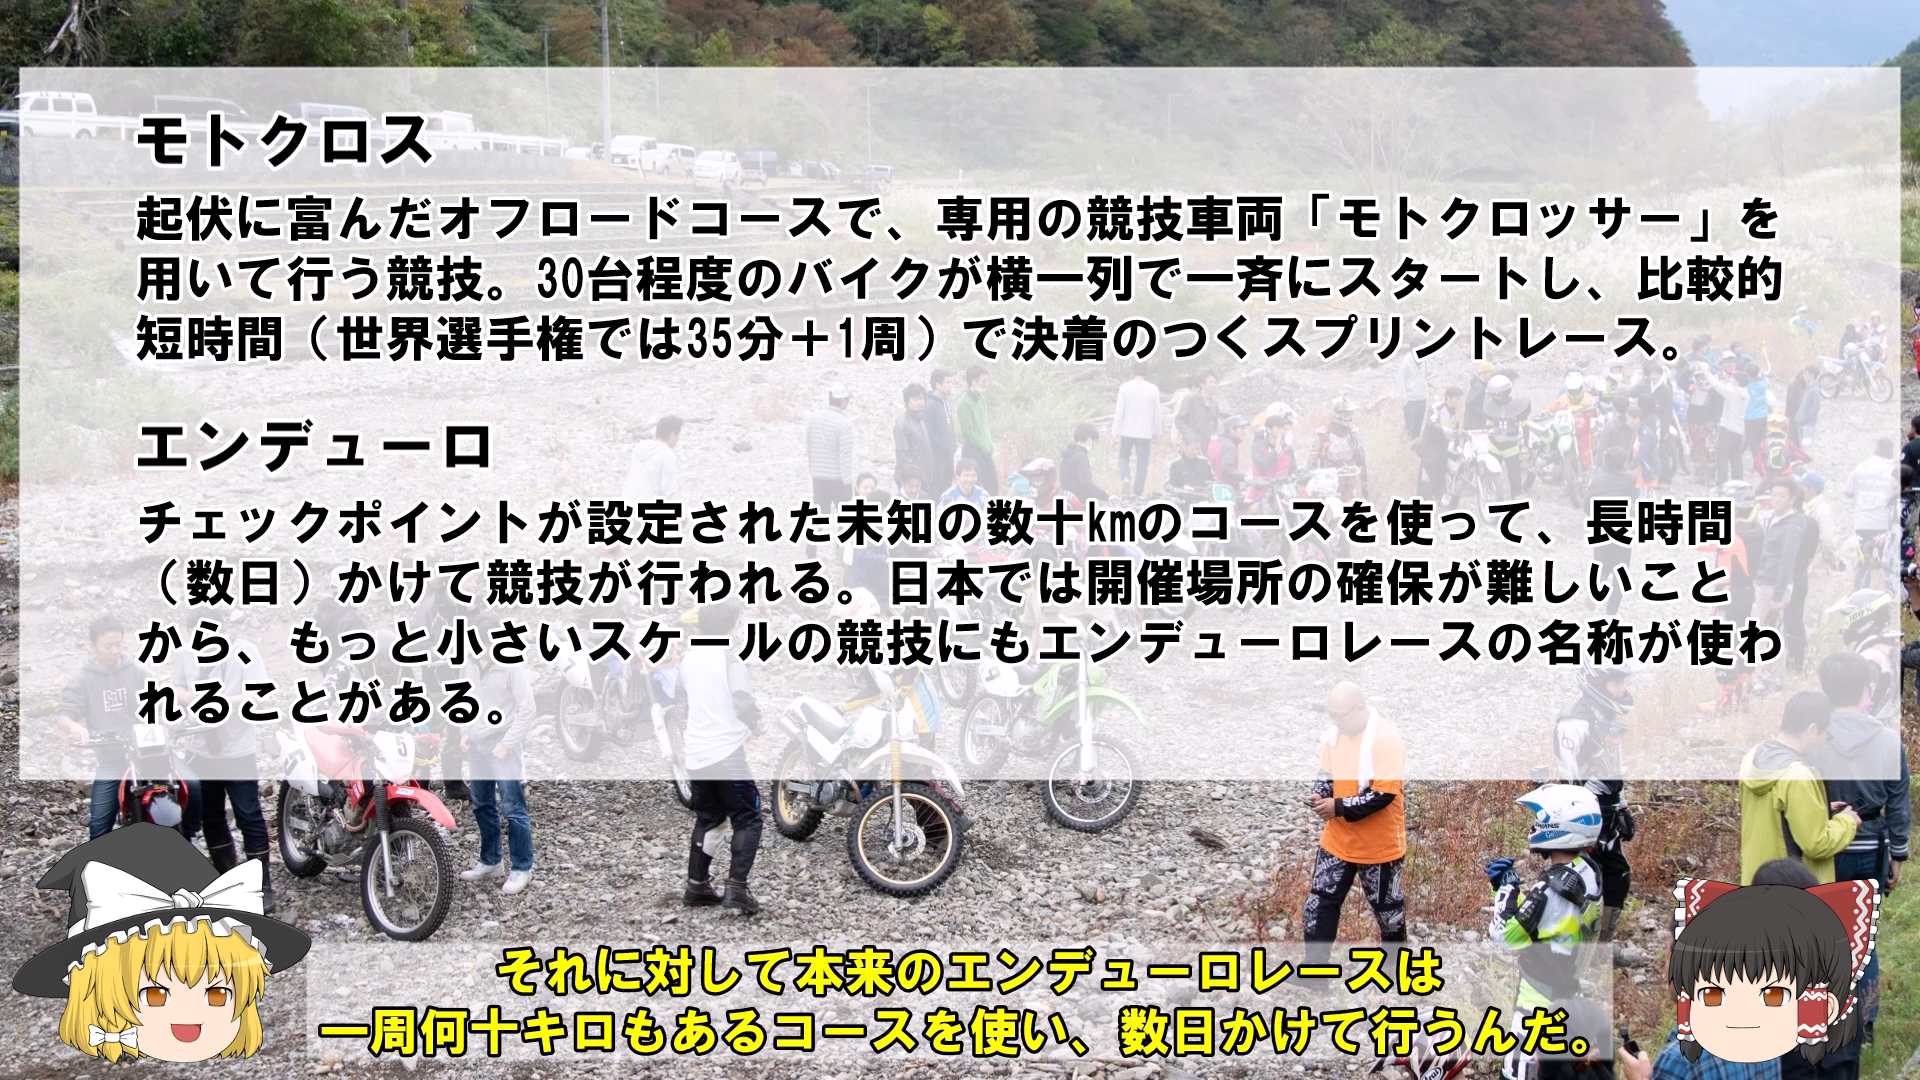 モトクロス
起伏に富んだオフロードコースで、専用の競技車両「モトクロッサー」を
用いて行う競技。30台程度のバイクが横一列で一斉にスタートし、比較的
短時間（世界選手権では35分＋1周）で決着のつくスプリントレース。
エンデューロ
チェックポイントが設定された未知の数十kmのコースを使って、長時間
（数日）かけて競技が行われる。日本では開催場所の確保が難しいこと
から、もっと小さいスケールの競技にもエンデューロレースの名称が使わ
れることがある。
それに対して本来のエンデューロレースは
一周何十キロもあるコースを使い、数日かけて行うんだ。